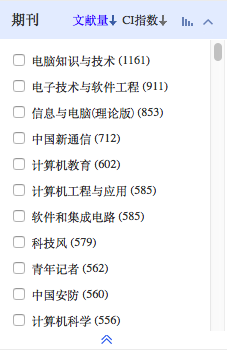 期刊 文献量 CI指数
电脑知识与技术 (1161)
电子技术与软件工程 (911)
信息与电脑(理论版) (853)
中国新通信 (712)
计算机教育 (602)
计算机工程与应用 (585)
软件和集成电路 (585)
科技风 (579)
青年记者 (562)
中国安防 (560)
计算机科学 (556)